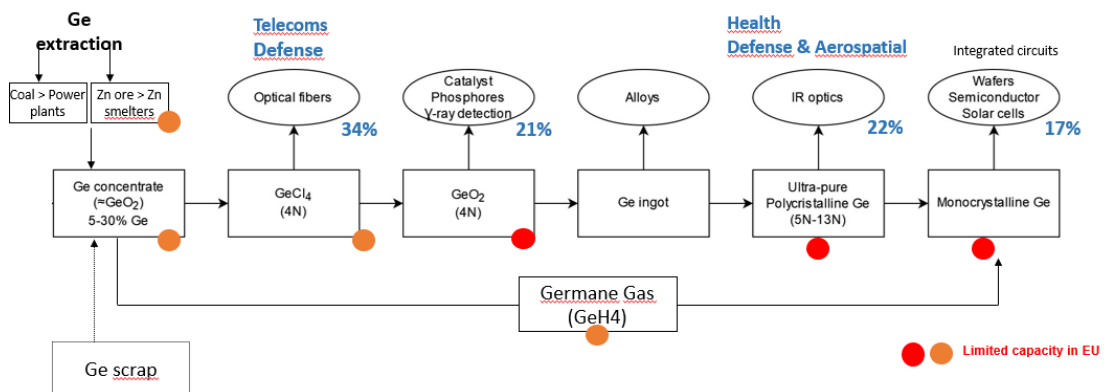 Ge
extraction
Coal > Power
plants
Zn ore > Zn
smelters
Telecoms
Defense
Optical fibers
34%
Catalyst
Phosphores
γ-ray detection
21%
Alloys
Health
Defense & Aerospatial
IR optics
22%
Integrated circuits
Wafers
Semiconductor
Solar cells
17%
Ge concentrate
(≈GeO₂)
5-30% Ge
GeCl₄
(4N)
GeO₂
(4N)
Ge ingot
Ultra-pure
Polycristalline Ge
(5N-13N)
Monocrystalline Ge
Germane Gas
(GeH4)
Ge scrap
Limited capacity in EU